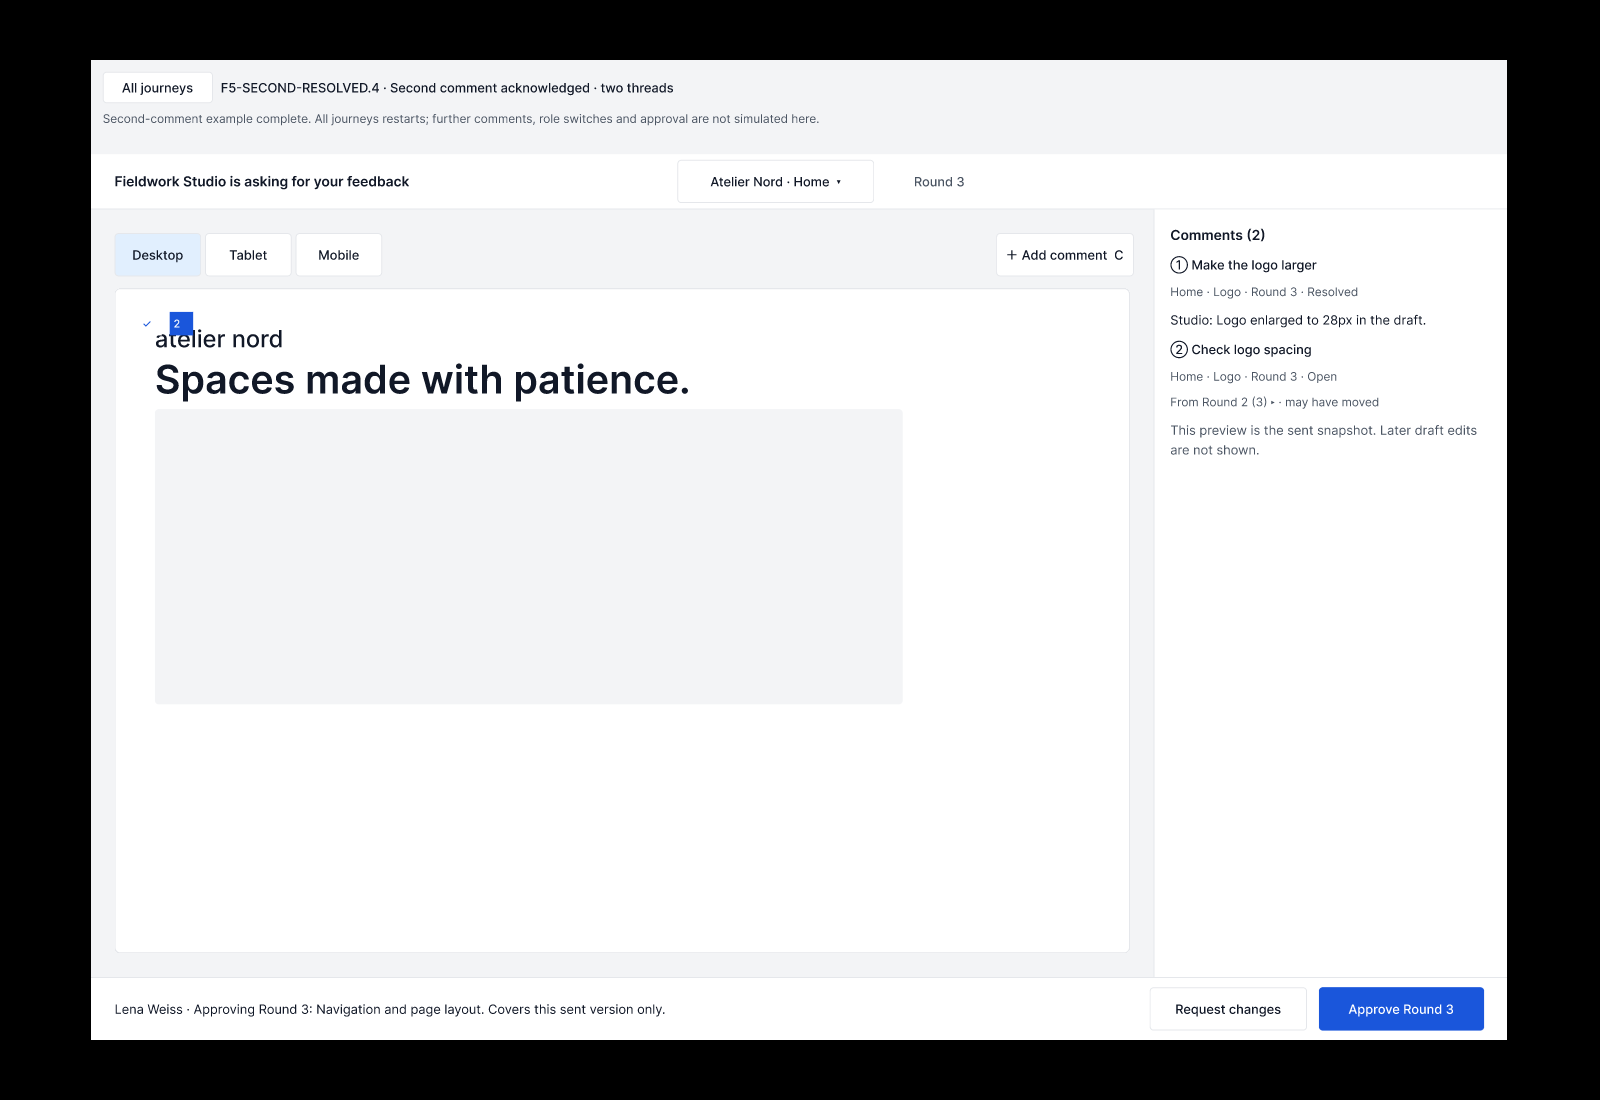 All journeys
F5-SECOND-RESOLVED.4 · Second comment acknowledged · two threads
Second-comment example complete. All journeys restarts; further comments, role switches and approval are not simulated here.
Fieldwork Studio is asking for your feedback
Atelier Nord · Home ▾
Round 3
Desktop
Tablet
Mobile
+ Add comment C
✓
2
atelier nord
Spaces made with patience.
Comments (2)
① Make the logo larger
Home · Logo · Round 3 · Resolved
Studio: Logo enlarged to 28px in the draft.
② Check logo spacing
Home · Logo · Round 3 · Open
From Round 2 (3) ▸ · may have moved
This preview is the sent snapshot. Later draft edits
are not shown.
Lena Weiss · Approving Round 3: Navigation and page layout. Covers this sent version only.
Request changes
Approve Round 3